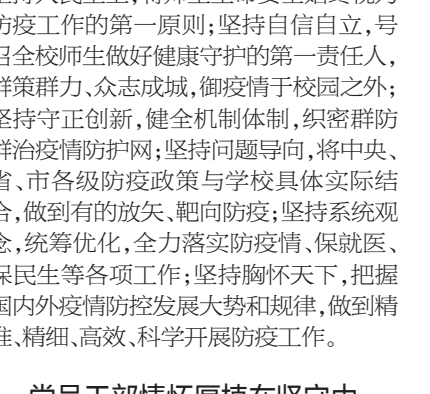 防疫工作的第一原则;坚持自信自立,号
召全校师生做好健康守护的第一责任人,
群策群力、众志成城,御疫情于校园之外;
坚持守正创新,健全机制体制,织密群防
群治疫情防护网;坚持问题导向,将中央、
省、市各级防疫政策与学校具体实际结
合,做到有的放矢、靶向防疫;坚持系统观
念,统筹优化,全力落实防疫情、保就医、
保民生等各项工作;坚持胸怀天下,把握
国内外疫情防控发展大势和规律,做到精
准、精细、高效、科学开展防疫工作。
党员干部情怀厚植在坚守中